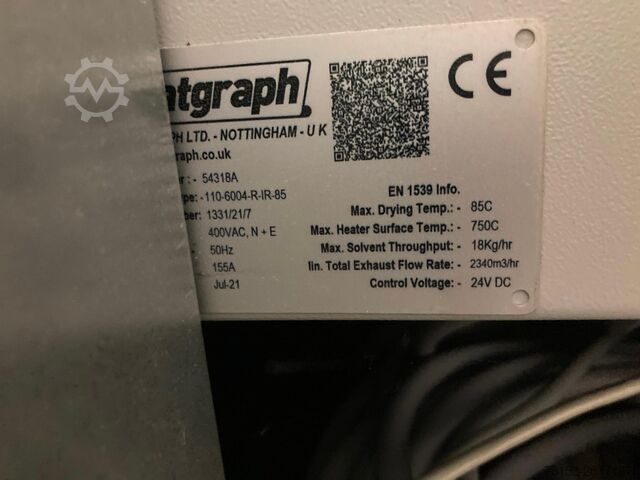 atgraph
PH LTD. - NOTTINGHAM - U K
raph.co.uk
r :- 54318A
pe: -110-6004-R-IR-85
ber: 1331/21/7
400VAC, N + E
50Hz
155A
Jul-21
CE
EN 1539 Info.
Max. Drying Temp.: - 85C
Max. Heater Surface Temp.: - 750C
Max. Solvent Throughput: - 18Kg/hr
in. Total Exhaust Flow Rate: - 2340m3/hr
Control Voltage: - 24V DC